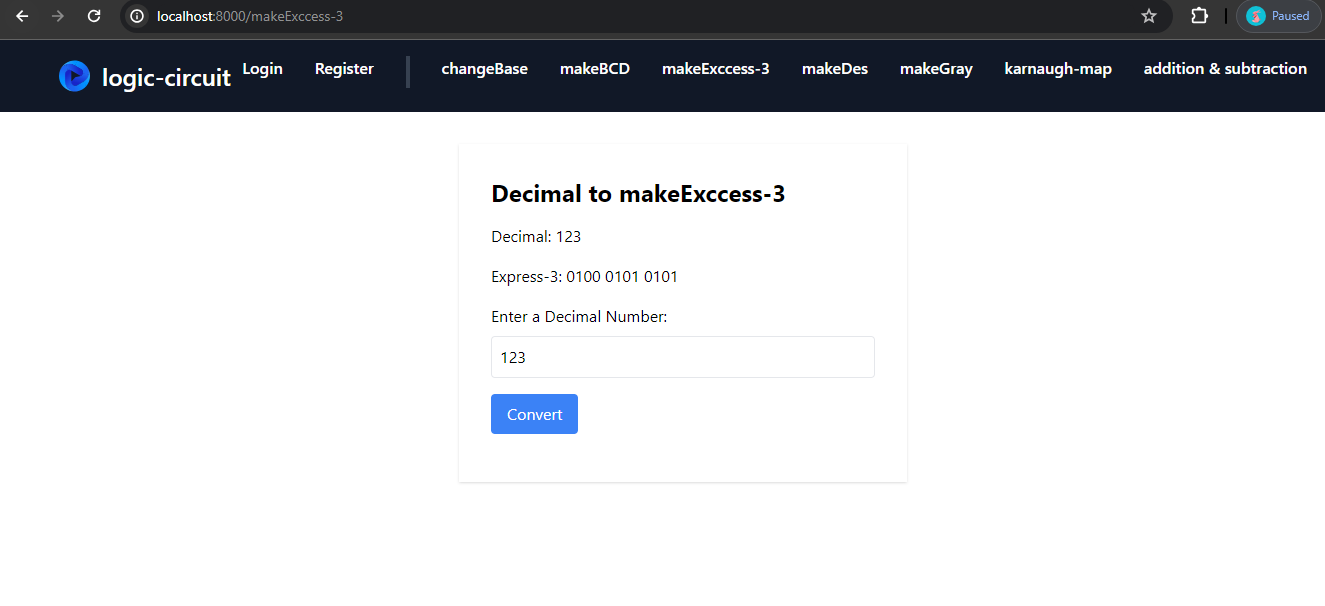 localhost:8000/makeExccess-3
Paused
logic-circuit Login Register changeBase makeBCD makeExccess-3 makeDes makeGray karnaugh-map addition & subtraction
Decimal to makeExccess-3
Decimal: 123
Express-3: 0100 0101 0101
Enter a Decimal Number:
123
Convert